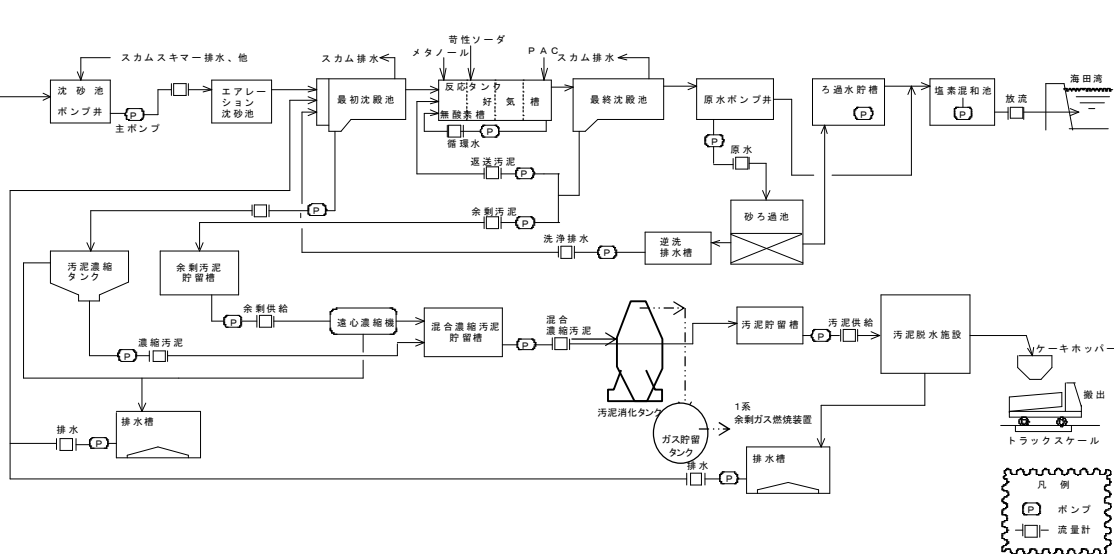 スカムスキマー排水、他
沈砂池
ポンプ井
主ポンプ
P
エアレー
ション
沈砂池
スカム排水
最初沈殿池
メタノール
苛性ソーダ
PAC
反応タンク
好気槽
無酸素槽
P
循環水
スカム排水
最終沈殿池
原水ポンプ井
P
原水
ろ過水貯槽
P
塩素混和池
P
放流
海田湾
返送汚泥
P
余剰汚泥
P
P
洗浄排水
P
逆洗
排水槽
砂ろ過池
汚泥濃縮
タンク
余剰汚泥
貯留槽
余剰供給
P
遠心濃縮機
濃縮汚泥
P
混合濃縮汚泥
貯留槽
P
混合
濃縮汚泥
汚泥消化タンク
ガス貯留
タンク
1系
余剰ガス燃焼装置
汚泥貯留槽
P
汚泥供給
汚泥脱水施設
ケーキホッパー
搬出
トラックスケール
排水
P
排水槽
排水
P
排水槽
凡例
P
ポンプ
流量計